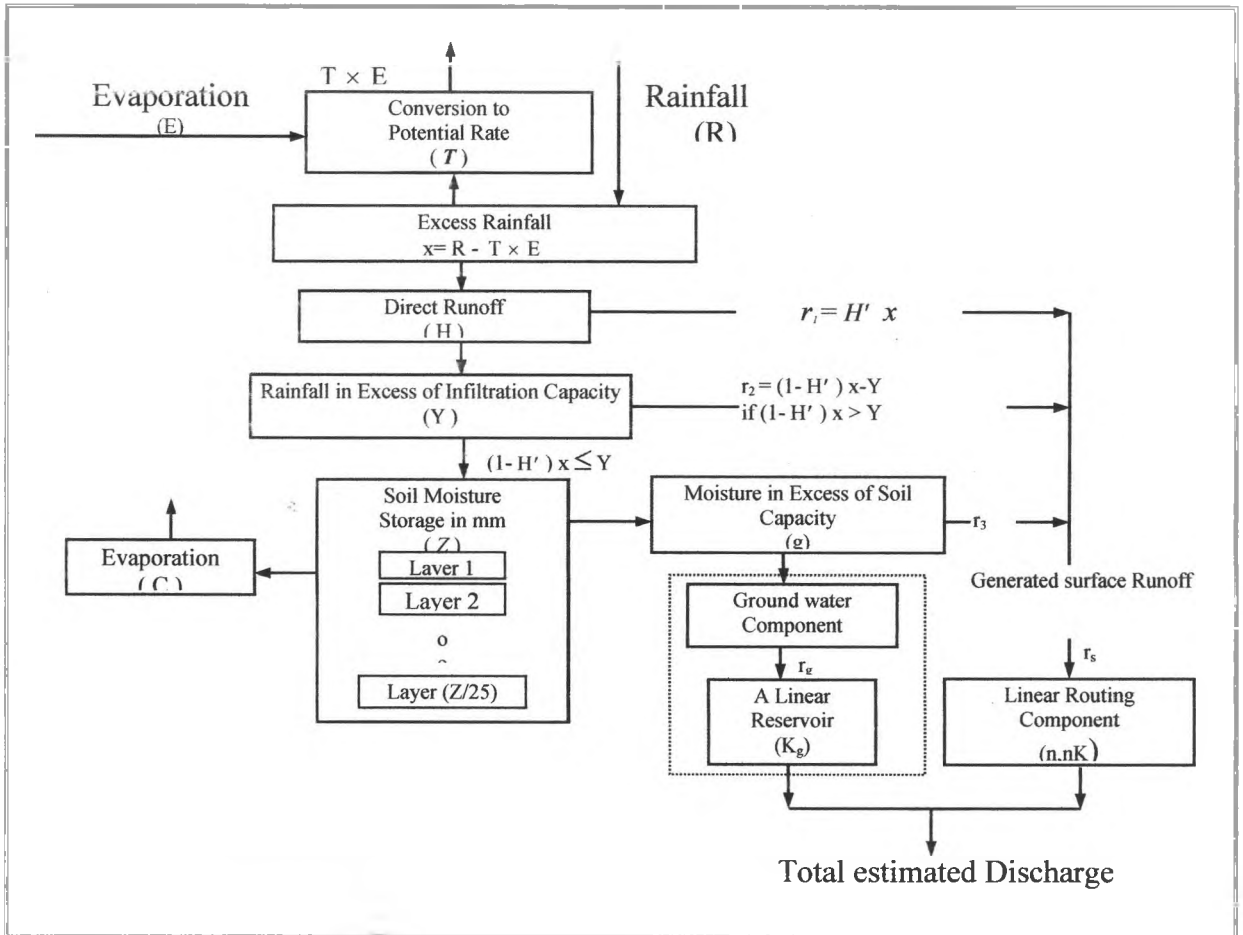 T × E
Evaporation
(E)
Conversion to
Potential Rate
( T )
Rainfall
(R)
Excess Rainfall
x= R - T × E
Direct Runoff
( H )
r₁= H′ x
Rainfall in Excess of Infiltration Capacity
(Y )
r₂ = (1- H′ ) x-Y
if (1- H′ ) x > Y
(1- H′ ) x ≤ Y
Soil Moisture
Storage in mm
( Z )
Layer 1
Layer 2
o
Layer (Z/25)
Evaporation
( C )
Moisture in Excess of Soil
Capacity
(g)
r₃
Generated surface Runoff
Ground water
Component
r_g
A Linear
Reservoir
(K_g)
r_s
Linear Routing
Component
(n,nK)
Total estimated Discharge